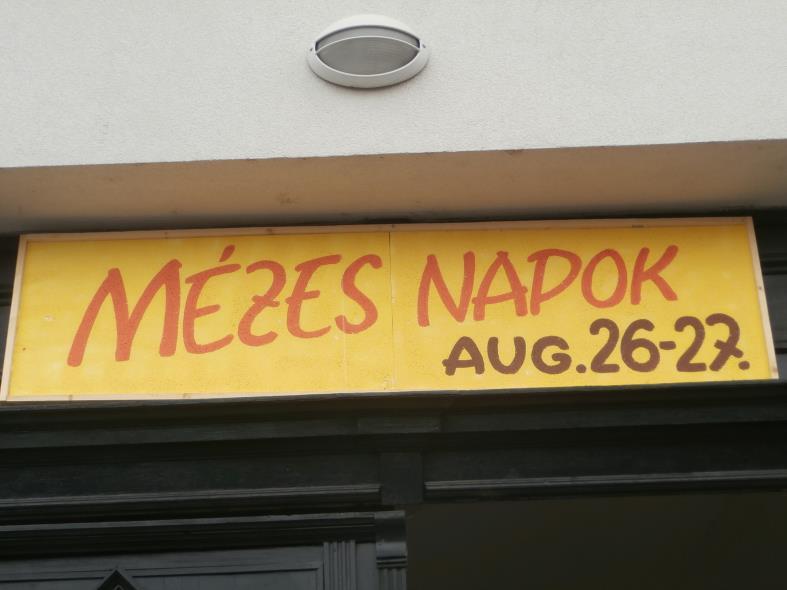 MÉZES NAPOK
AUG. 26-27.